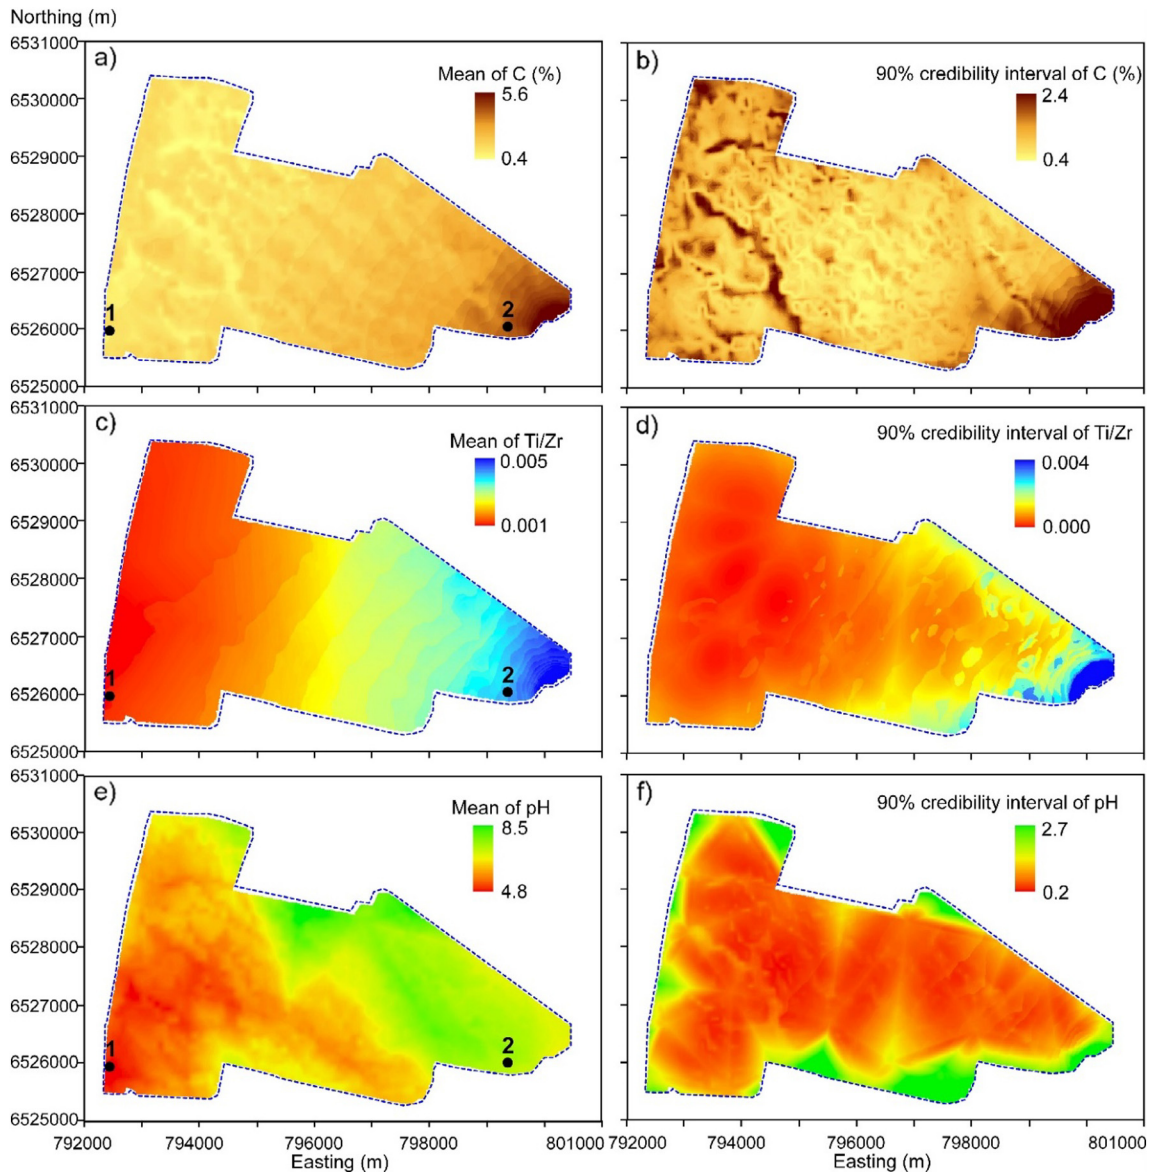 Northing (m)
6531000
a)
Mean of C (%)
5.6
0.4
6530000
6529000
6528000
6527000
6526000
6525000
1
2
b)
90% credibility interval of C (%)
2.4
0.4
6531000
c)
Mean of Ti/Zr
0.005
0.001
6530000
6529000
6528000
6527000
6526000
6525000
1
2
d)
90% credibility interval of Ti/Zr
0.004
0.000
6531000
e)
Mean of pH
8.5
4.8
6530000
6529000
6528000
6527000
6526000
6525000
1
2
f)
90% credibility interval of pH
2.7
0.2
792000 794000 796000 798000 801000
Easting (m)
792000 794000 796000 798000 801000
Easting (m)